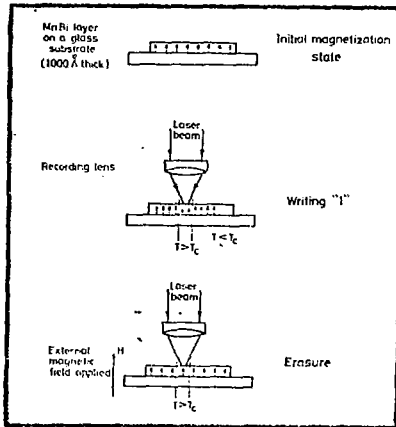 MnBi layer
on a glass
substrate
(1000 Å thick)
Initial magnetization
state
Laser
beam
Recording lens
Writing "1"
T>Tc
T<Tc
Laser
beam
External
magnetic
field applied
H
Erasure
T>Tc